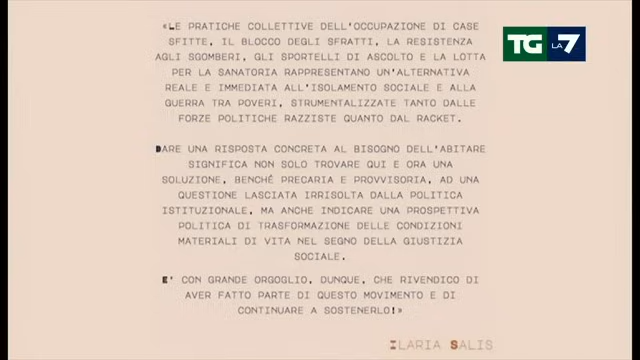 «LE PRATICHE COLLETTIVE DELL'OCCUPAZIONE DI CASE
SFITTE, IL BLOCCO DEGLI SFRATTI, LA RESISTENZA
AGLI SGOMBERI, GLI SPORTELLI DI ASCOLTO E LA LOTTA
PER LA SANATORIA RAPPRESENTANO UN'ALTERNATIVA
REALE E IMMEDIATA ALL'ISOLAMENTO SOCIALE E ALLA
GUERRA TRA POVERI, STRUMENTALIZZATE TANTO DALLE
FORZE POLITICHE RAZZISTE QUANTO DAL RACKET.
DARE UNA RISPOSTA CONCRETA AL BISOGNO DELL'ABITARE
SIGNIFICA NON SOLO TROVARE QUI E ORA UNA
SOLUZIONE, BENCHÉ PRECARIA E PROVVISORIA, AD UNA
QUESTIONE LASCIATA IRRISOLTA DALLA POLITICA
ISTITUZIONALE, MA ANCHE INDICARE UNA PROSPETTIVA
POLITICA DI TRASFORMAZIONE DELLE CONDIZIONI
MATERIALI DI VITA NEL SEGNO DELLA GIUSTIZIA
SOCIALE.
E' CON GRANDE ORGOGLIO, DUNQUE, CHE RIVENDICO DI
AVER FATTO PARTE DI QUESTO MOVIMENTO E DI
CONTINUARE A SOSTENERLO!»
ILARIA SALIS
TG LA7